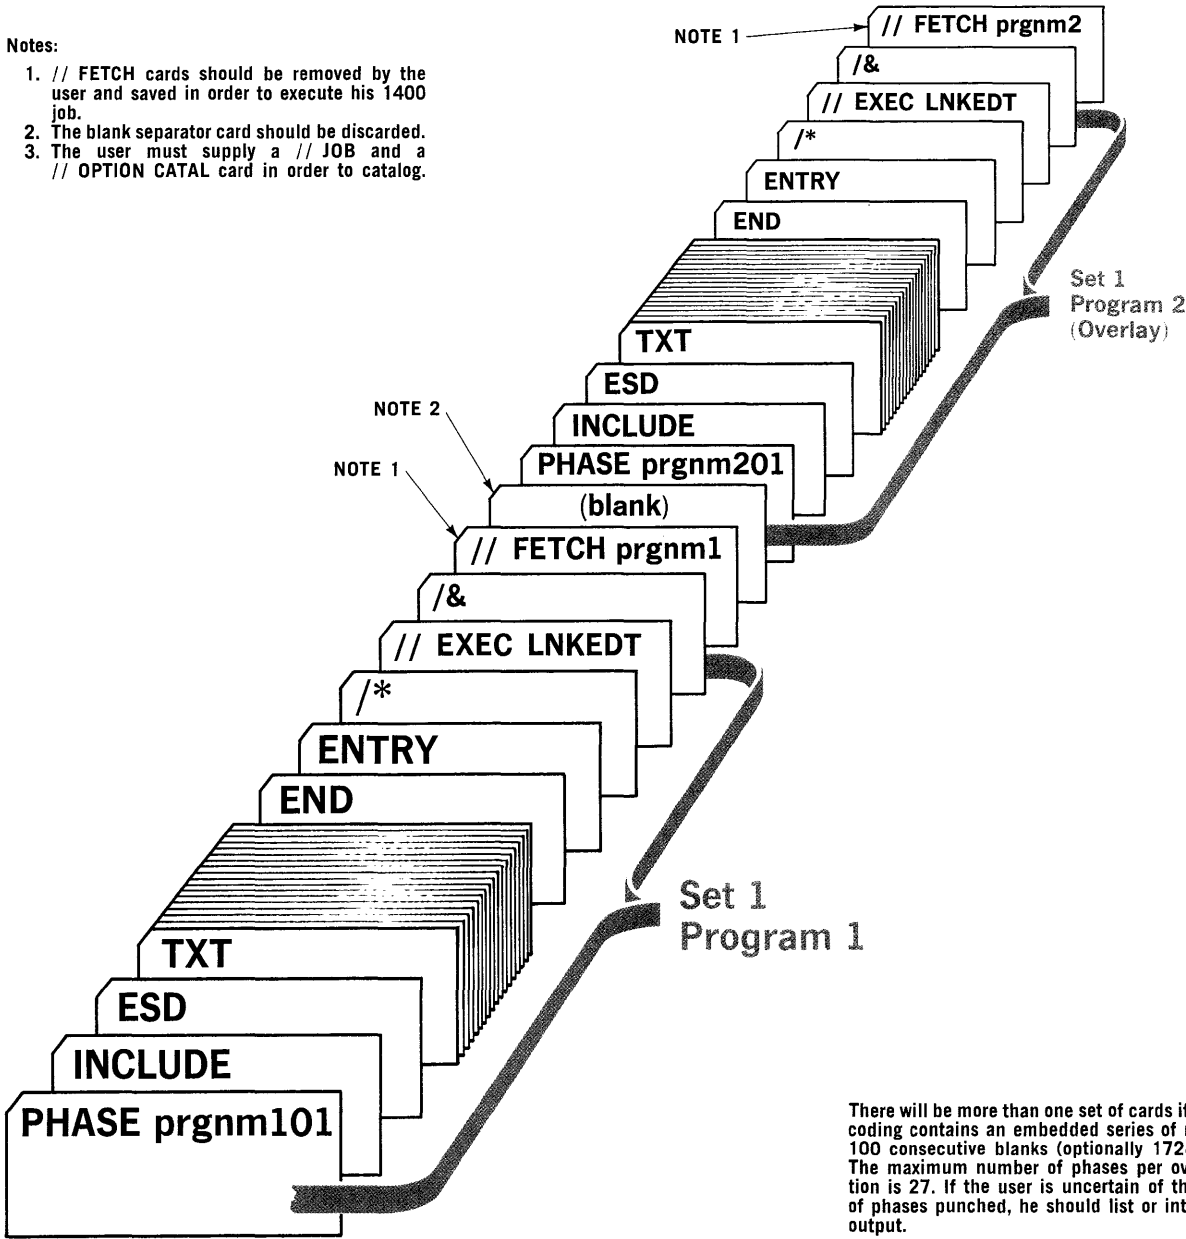 Notes:
1. // FETCH cards should be removed by the
user and saved in order to execute his 1400
job.
2. The blank separator card should be discarded.
3. The user must supply a // JOB and a
// OPTION CATAL card in order to catalog.
NOTE 1
// FETCH prgnm2
/&
// EXEC LNKEDT
/*
ENTRY
END
TXT
ESD
INCLUDE
PHASE prgnm201
Set 1
Program 2
(Overlay)
NOTE 2
(blank)
NOTE 1
// FETCH prgnm1
/&
// EXEC LNKEDT
/*
ENTRY
END
TXT
ESD
INCLUDE
PHASE prgnm101
Set 1
Program 1
There will be more than one set of cards if
coding contains an embedded series of
100 consecutive blanks (optionally 172
The maximum number of phases per ov
tion is 27. If the user is uncertain of th
of phases punched, he should list or int
output.